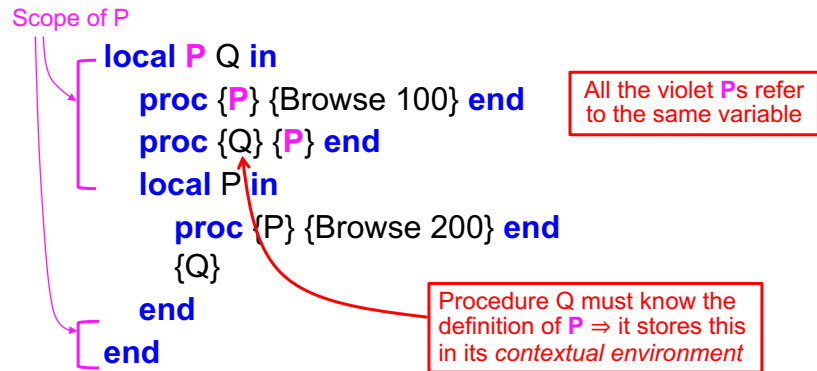 Scope of P
local P Q in
proc {P} {Browse 100} end
All the violet Ps refer
to the same variable
proc {Q} {P} end
local P in
proc {P} {Browse 200} end
{Q}
end
Procedure Q must know the
definition of P ⇒ it stores this
in its contextual environment
end